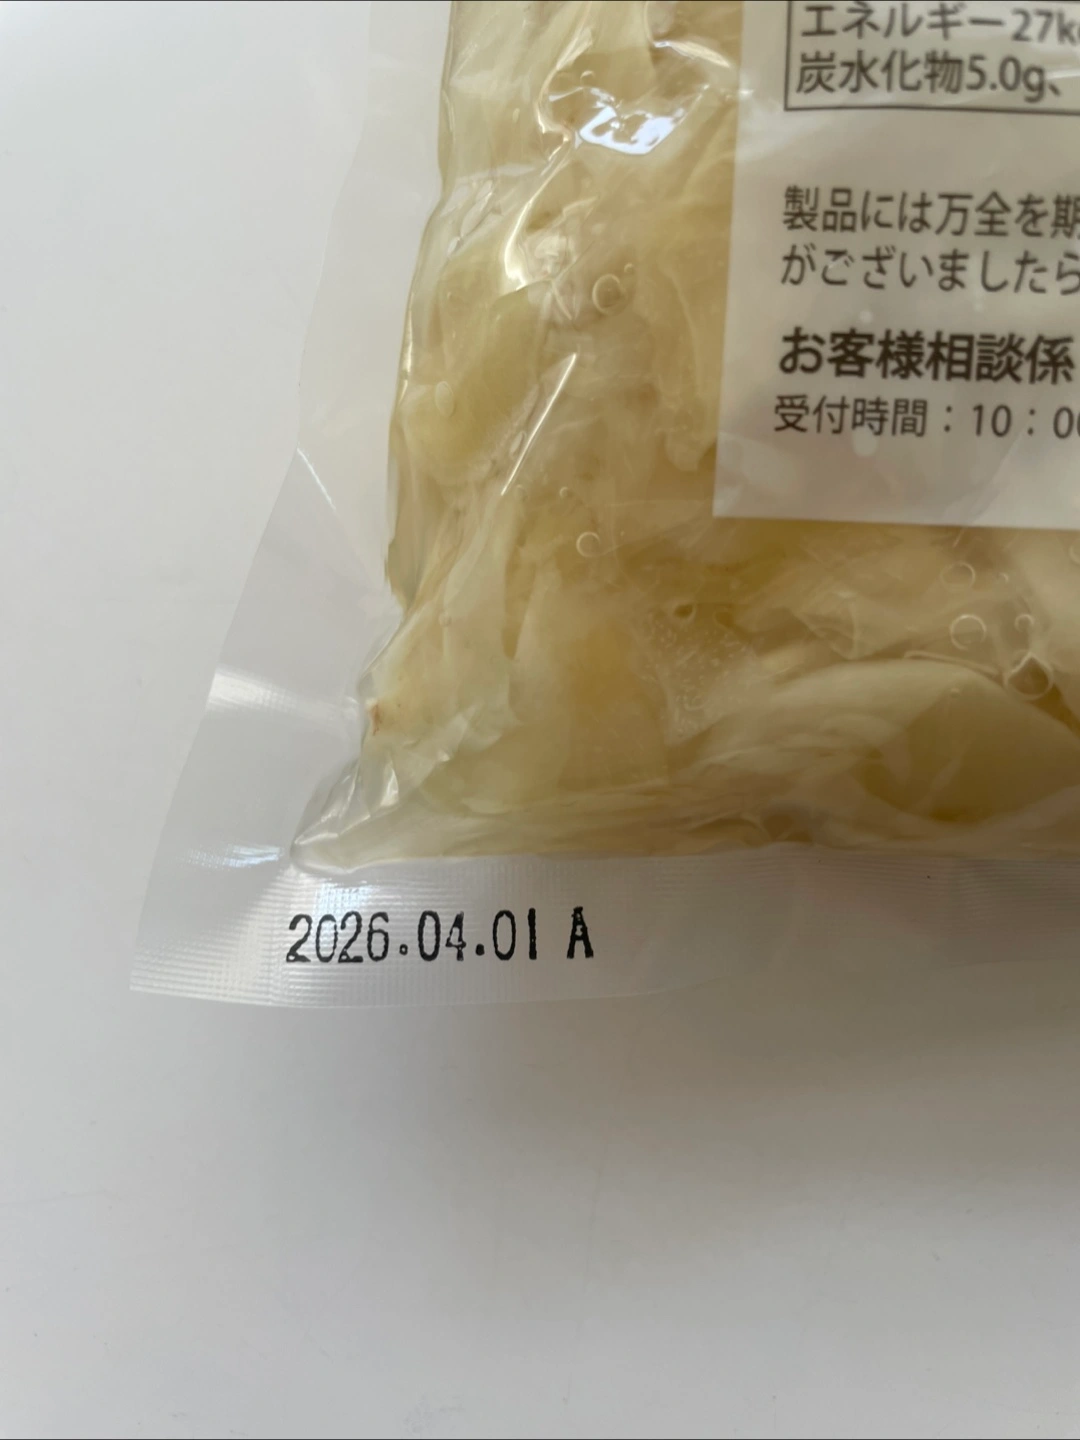 エネルギー27k
炭水化物5.0g、
製品には万全を期
がございましたら
お客様相談係
受付時間：10：00
2026.04.01 A